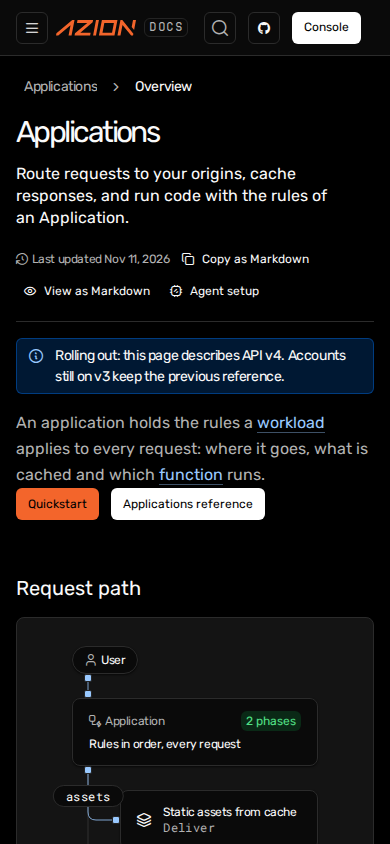 AZION DOCS Console
Applications > Overview
Applications
Route requests to your origins, cache
responses, and run code with the rules of
an Application.
Last updated Nov 11, 2026 Copy as Markdown
View as Markdown Agent setup
Rolling out: this page describes API v4. Accounts
still on v3 keep the previous reference.
An application holds the rules a workload
applies to every request: where it goes, what is
cached and which function runs.
Quickstart Applications reference
Request path
User
Application 2 phases
Rules in order, every request
assets
Static assets from cache
Deliver